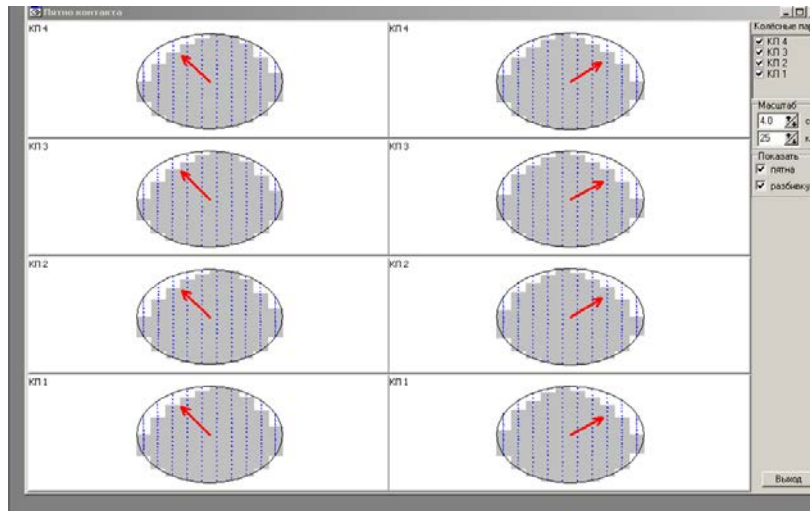 Пятно контакта
КП 4
КП 4
КП 3
КП 3
КП 2
КП 2
КП 1
КП 1
Колёсные пар
КП 4
КП 3
КП 2
КП 1
Масштаб
4.0 с
25 к
Показать
пятна
разбивку
Выход